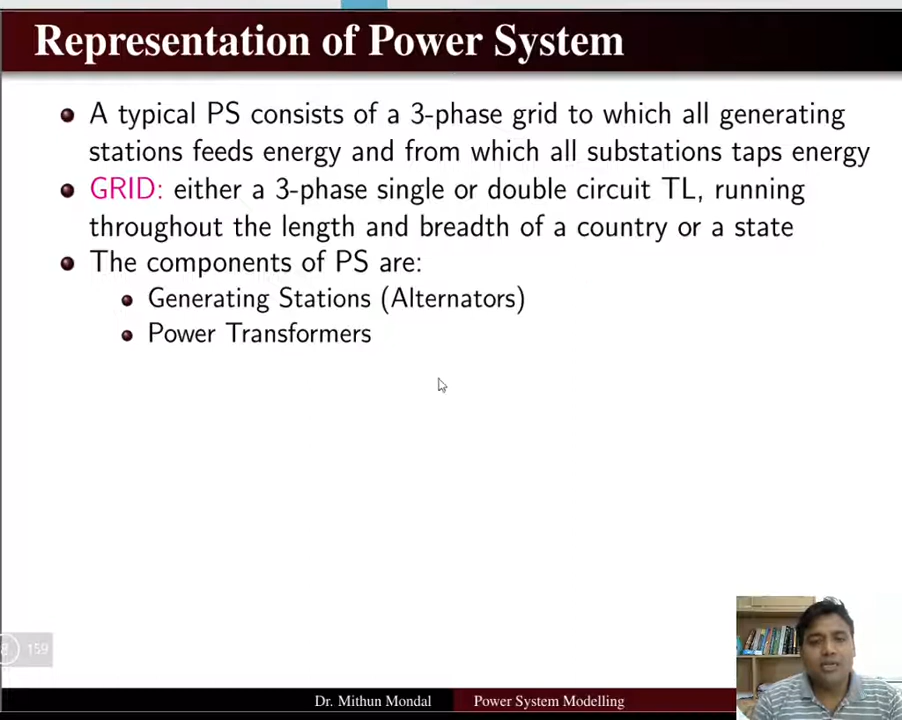 Representation of Power System
A typical PS consists of a 3-phase grid to which all generating
stations feeds energy and from which all substations taps energy
GRID: either a 3-phase single or double circuit TL, running
throughout the length and breadth of a country or a state
The components of PS are:
Generating Stations (Alternators)
Power Transformers
159
Dr. Mithun Mondal
Power System Modelling